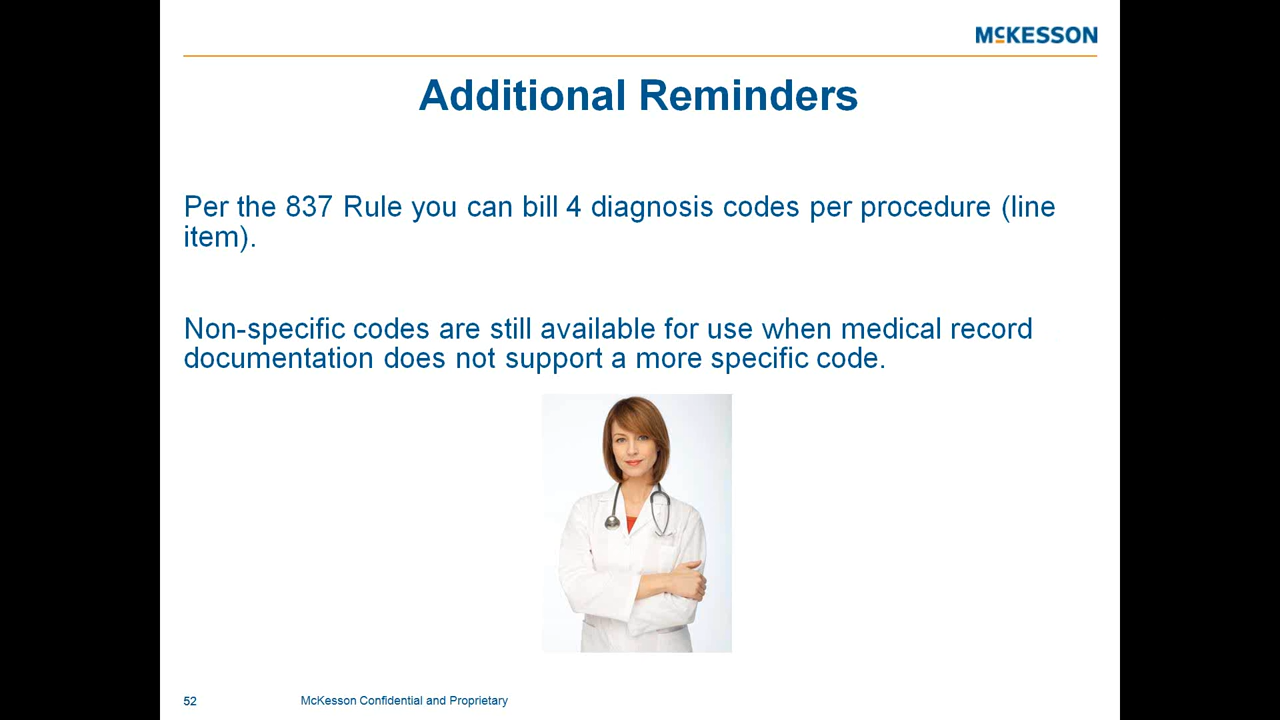 McKESSON
Additional Reminders
Per the 837 Rule you can bill 4 diagnosis codes per procedure (line
item).
Non-specific codes are still available for use when medical record
documentation does not support a more specific code.
52
McKesson Confidential and Proprietary